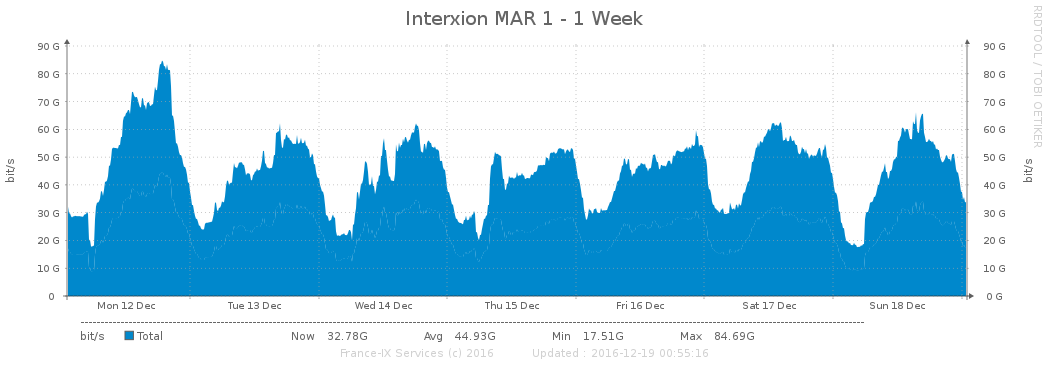 Interxion MAR 1 - 1 Week
RRDTOOL / TOBI OETIKER
bit/s
90 G
80 G
70 G
60 G
50 G
40 G
30 G
20 G
10 G
0
90 G
80 G
70 G
60 G
50 G
40 G
30 G
20 G
10 G
0 G
bit/s
Mon 12 Dec Tue 13 Dec Wed 14 Dec Thu 15 Dec Fri 16 Dec Sat 17 Dec Sun 18 Dec
bit/s Total Now 32.78G Avg 44.93G Min 17.51G Max 84.69G
France-IX Services (c) 2016 Updated : 2016-12-19 00:55:16